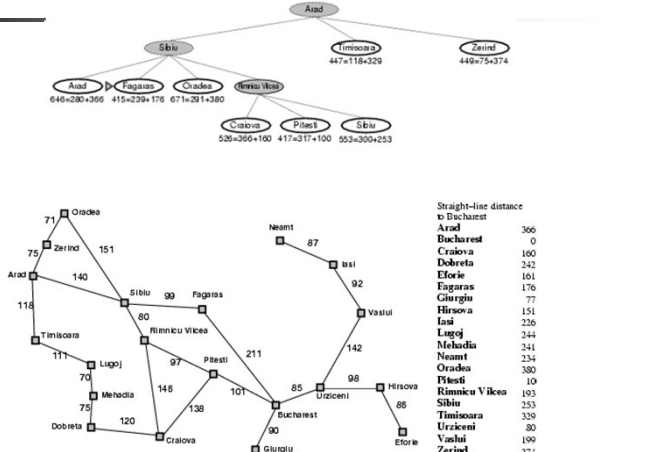 Arad
Sibiu
Timisoara
Zerind
447=118+329
449=75+374
Arad
Fagaras
Oradea
Rimnicu Vilcea
646=280+366
415=239+176
671=291+380
Craiova
Pitesti
Sibiu
526=366+160
417=317+100
553=300+253
Straight–line distance
to Bucharest
Arad 366
Bucharest 0
Craiova 160
Dobreta 242
Eforie 161
Fagaras 176
Giurgiu 77
Hirsova 151
Iasi 226
Lugoj 244
Mehadia 241
Neamt 234
Oradea 380
Pitesti 10
Rimnicu Vilcea 193
Sibiu 253
Timisoara 329
Urziceni 80
Vaslui 199
Zerind 374
Oradea
71
Zerind
151
75
Arad
140
118
Sibiu
99
Fagaras
80
Rimnicu Vilcea
Timisoara
111
Lugoj
70
Mehadia
75
Dobreta
120
Craiova
146
97
Pitesti
138
101
211
Bucharest
90
Giurgiu
85
Urziceni
98
Hirsova
86
Eforie
142
Vaslui
92
Iasi
87
Neamt